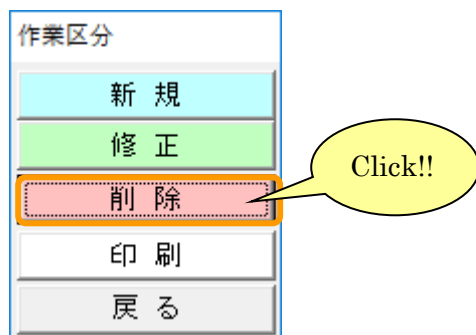 作業区分
新 規
修 正
削 除
Click!!
印 刷
戻 る